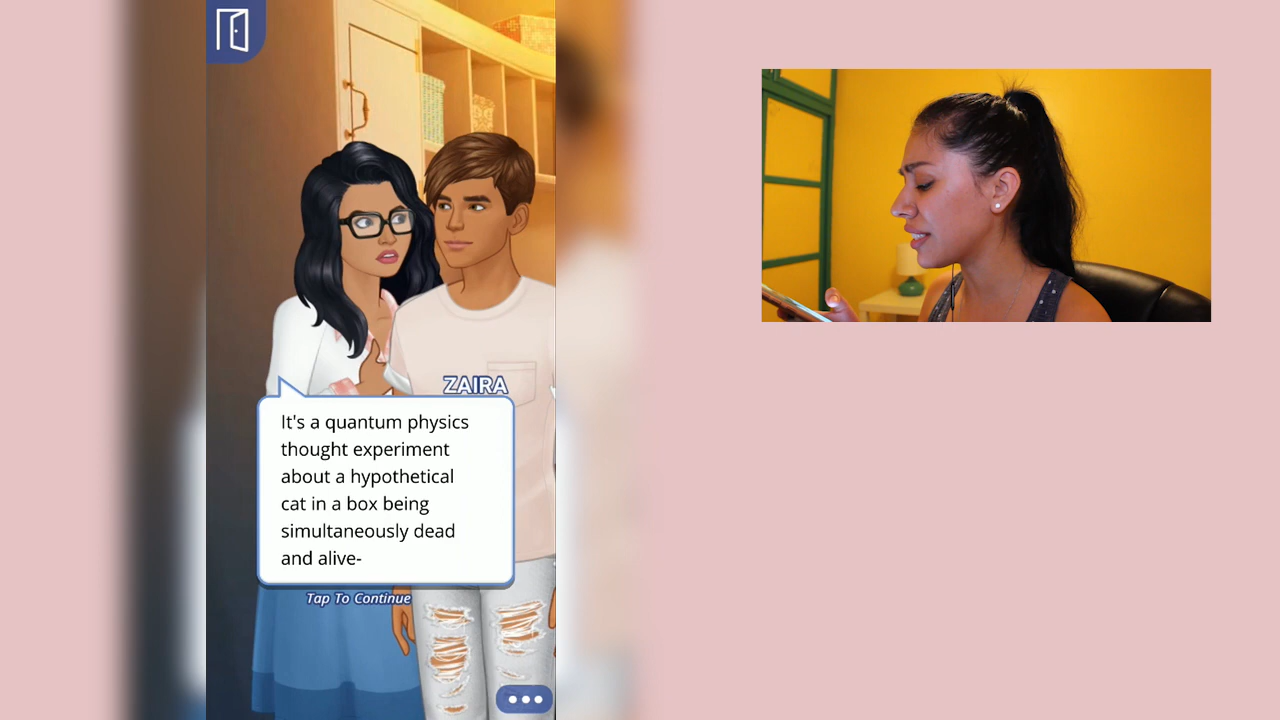 ZAIRA
It's a quantum physics
thought experiment
about a hypothetical
cat in a box being
simultaneously dead
and alive-
Tap To Continue